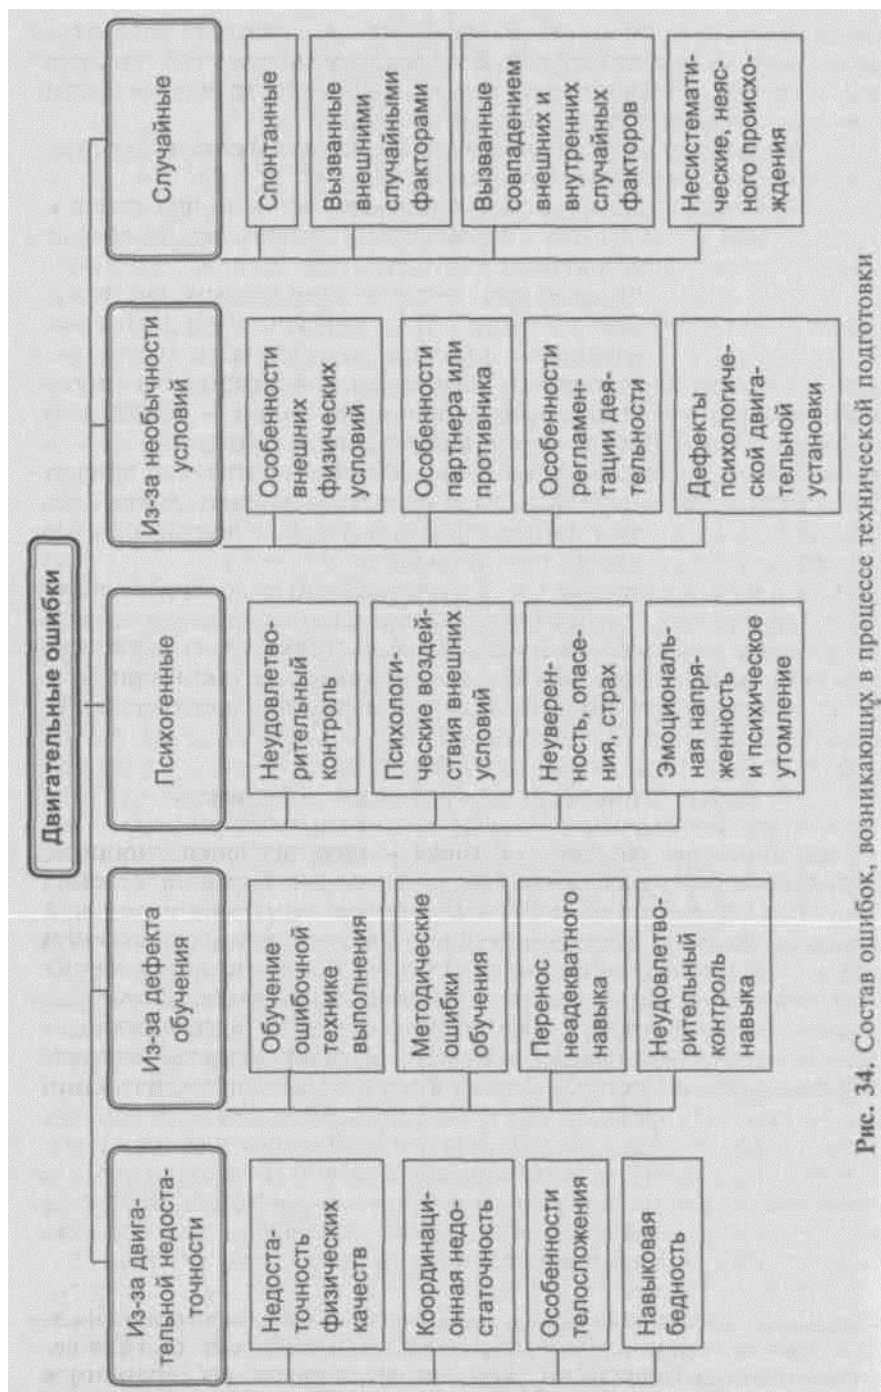 Двигательные ошибки
Из-за двига-
тельной недоста-
точности
Недоста-
точность
физических
качеств
Координаци-
онная недо-
статочность
Особенности
телосложения
Навыковая
бедность
Из-за дефекта
обучения
Обучение
ошибочной
технике
выполнения
Методические
ошибки
обучения
Перенос
неадекватного
навыка
Неудовлетво-
рительный
контроль
навыка
Психогенные
Неудовлетво-
рительный
контроль
Психологи-
ческие воздей-
ствия внешних
условий
Неуверен-
ность, опасе-
ния, страх
Эмоциональ-
ная напря-
женность
и психическое
утомление
Из-за необычности
условий
Особенности
внешних
физических
условий
Особенности
партнера или
противника
Особенности
регламен-
тации дея-
тельности
Дефекты
психологиче-
ской двига-
тельной
установки
Случайные
Спонтанные
Вызванные
внешними
случайными
факторами
Вызванные
совпадением
внешних и
внутренних
случайных
факторов
Несистемати-
ческие, неяс-
ного происхо-
ждения
Рис. 34. Состав ошибок, возникающих в процессе технической подготовки